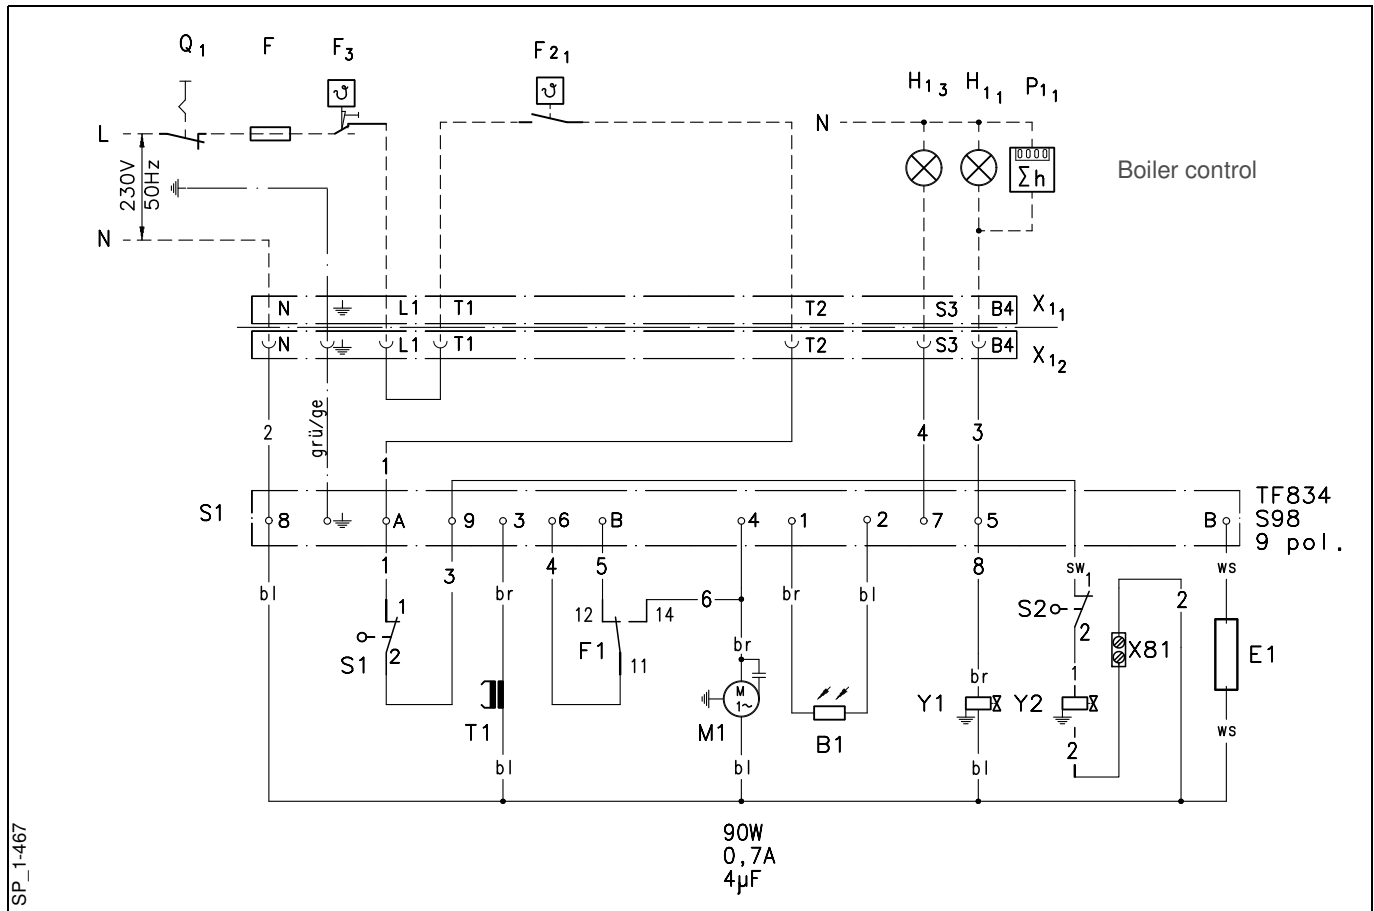 Q1 F F3 F21 H13 H11 P11
ϑ ϑ
L N
0000
Σh
Boiler control
230V
50Hz
N
N L1 T1 T2 S3 B4 X11
N L1 T1 T2 S3 B4 X12
2 grü/ge 4 3
1
S1 8 A 9 3 6 B 4 1 2 7 5 B
TF834
S98
9 pol.
1 3 4 5 8 sw ws
bl br br bl
1 12 14 6 1 2
S1 2 F1 S2 2 X81 E1
11 br br 1
M
1~
T1 M1 B1 Y1 Y2
2 ws
bl bl bl
90W
0,7A
4µF
SP_1-467